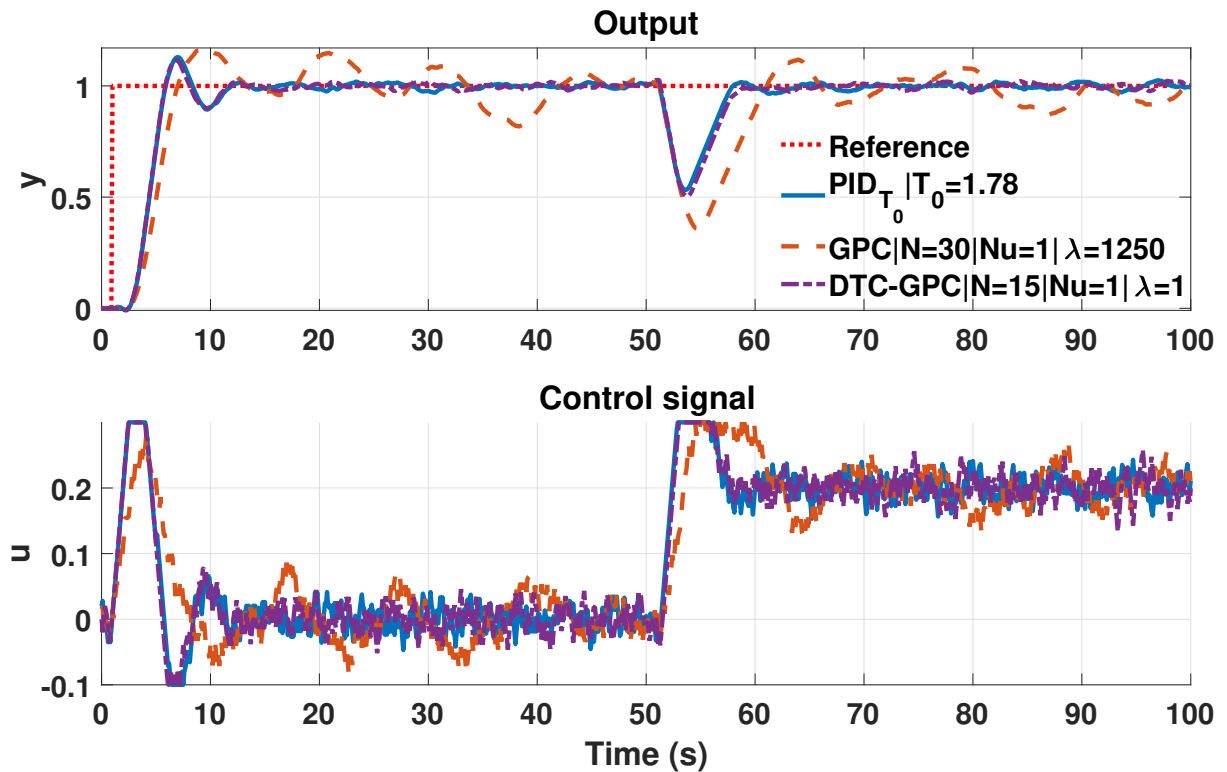 Output
y
1
0.5
0
Reference
PID_{T_0}|T_0=1.78
GPC|N=30|Nu=1| λ=1250
DTC-GPC|N=15|Nu=1| λ=1
0 10 20 30 40 50 60 70 80 90 100
Control signal
u
0.2
0.1
0
-0.1
0 10 20 30 40 50 60 70 80 90 100
Time (s)